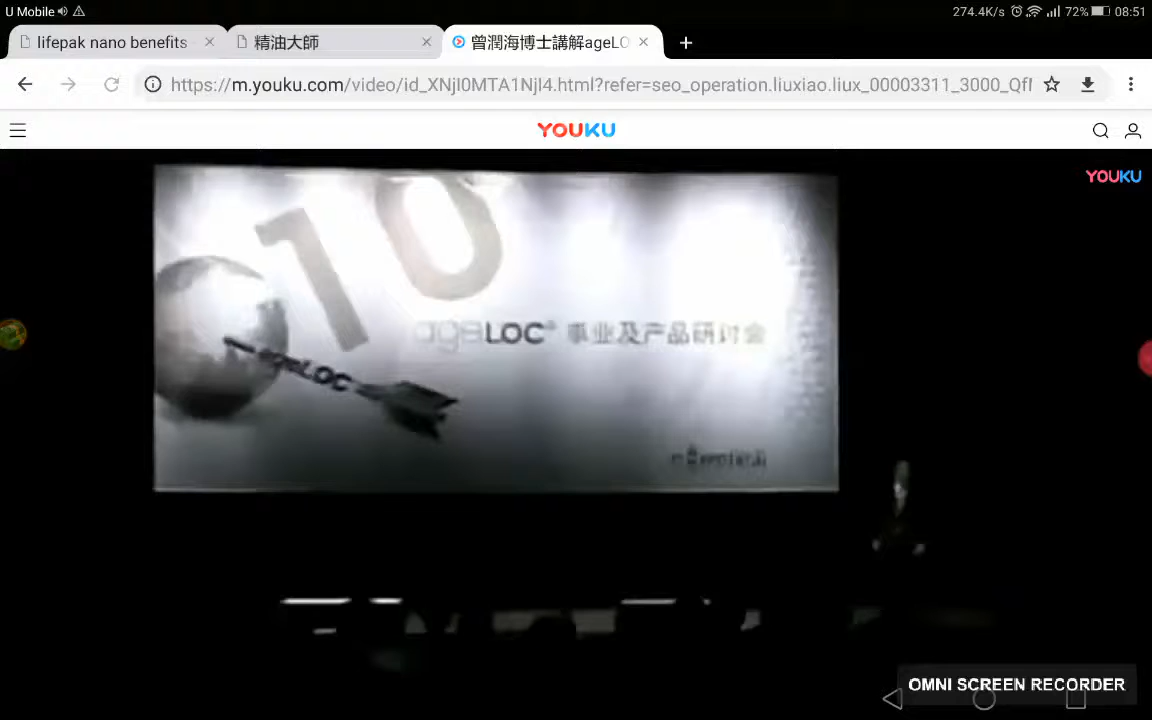 U Mobile
274.4K/s
72%
08:51
lifepak nano benefits
精油大師
曾潤海博士講解ageLO
https://m.youku.com/video/id_XNjI0MTA1NjI4.html?refer=seo_operation.liuxiao.liux_00003311_3000_Qf
YOUKU
YOUKU
10
ageLOC 事业及产品研讨会
ageLOC
OMNI SCREEN RECORDER